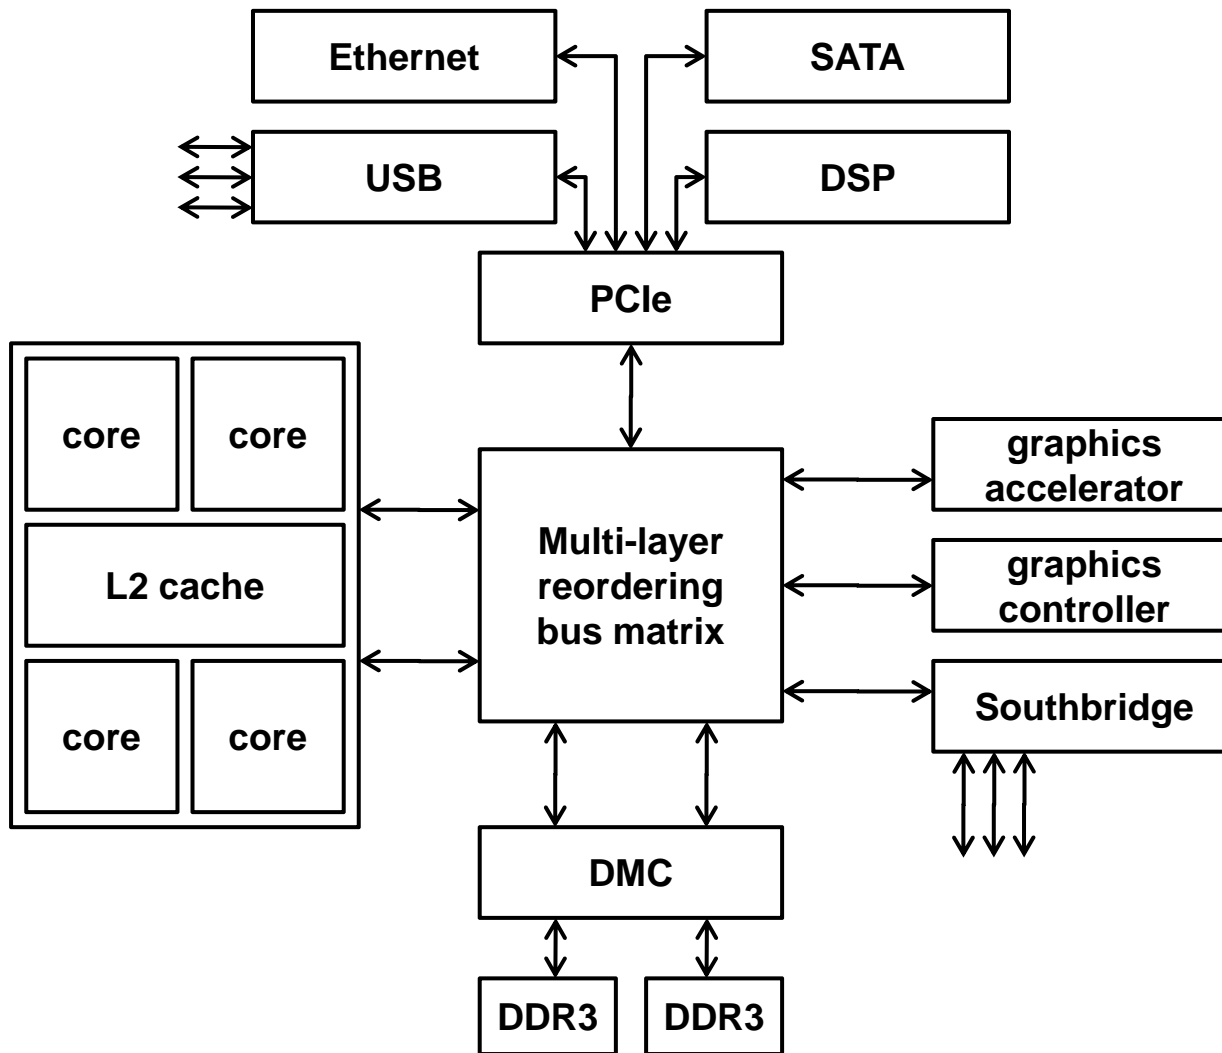 Ethernet
SATA
USB
DSP
PCIe
core
core
L2 cache
core
core
Multi-layer
reordering
bus matrix
graphics
accelerator
graphics
controller
Southbridge
DMC
DDR3
DDR3